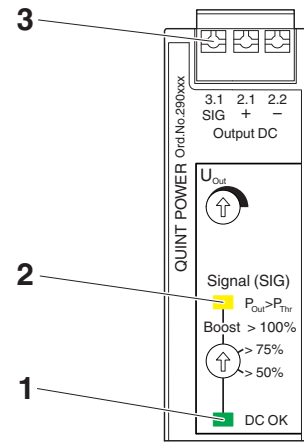 3
3.1 2.1 2.2
SIG + −
Output DC
QUINT POWER Ord.No.290xxx
U Out
2
Signal (SIG)
P Out > P Thr
Boost > 100%
> 75%
> 50%
1
DC OK